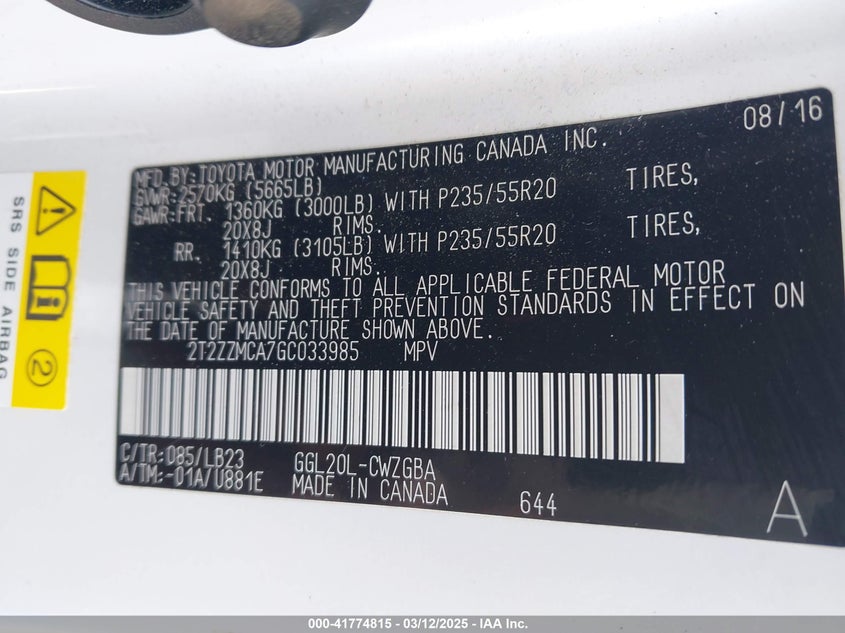 08/16
MFD.BY:TOYOTA MOTOR MANUFACTURING CANADA INC.
GVWR:2570KG (5665LB)
GAWR:FRT. 1360KG (3000LB) WITH P235/55R20 TIRES,
20X8J RIMS.
RR. 1410KG (3105LB) WITH P235/55R20 TIRES,
20X8J RIMS.
THIS VEHICLE CONFORMS TO ALL APPLICABLE FEDERAL MOTOR
VEHICLE SAFETY AND THEFT PREVENTION STANDARDS IN EFFECT ON
THE DATE OF MANUFACTURE SHOWN ABOVE.
2T2ZZMCA7GC033985 MPV
C/TR:085/LB23 GGL20L-CWZGBA
A/TM:-01A/U881E MADE IN CANADA 644 A
SRS SIDE AIRBAG
2
000-41774815 - 03/12/2025 - IAA Inc.